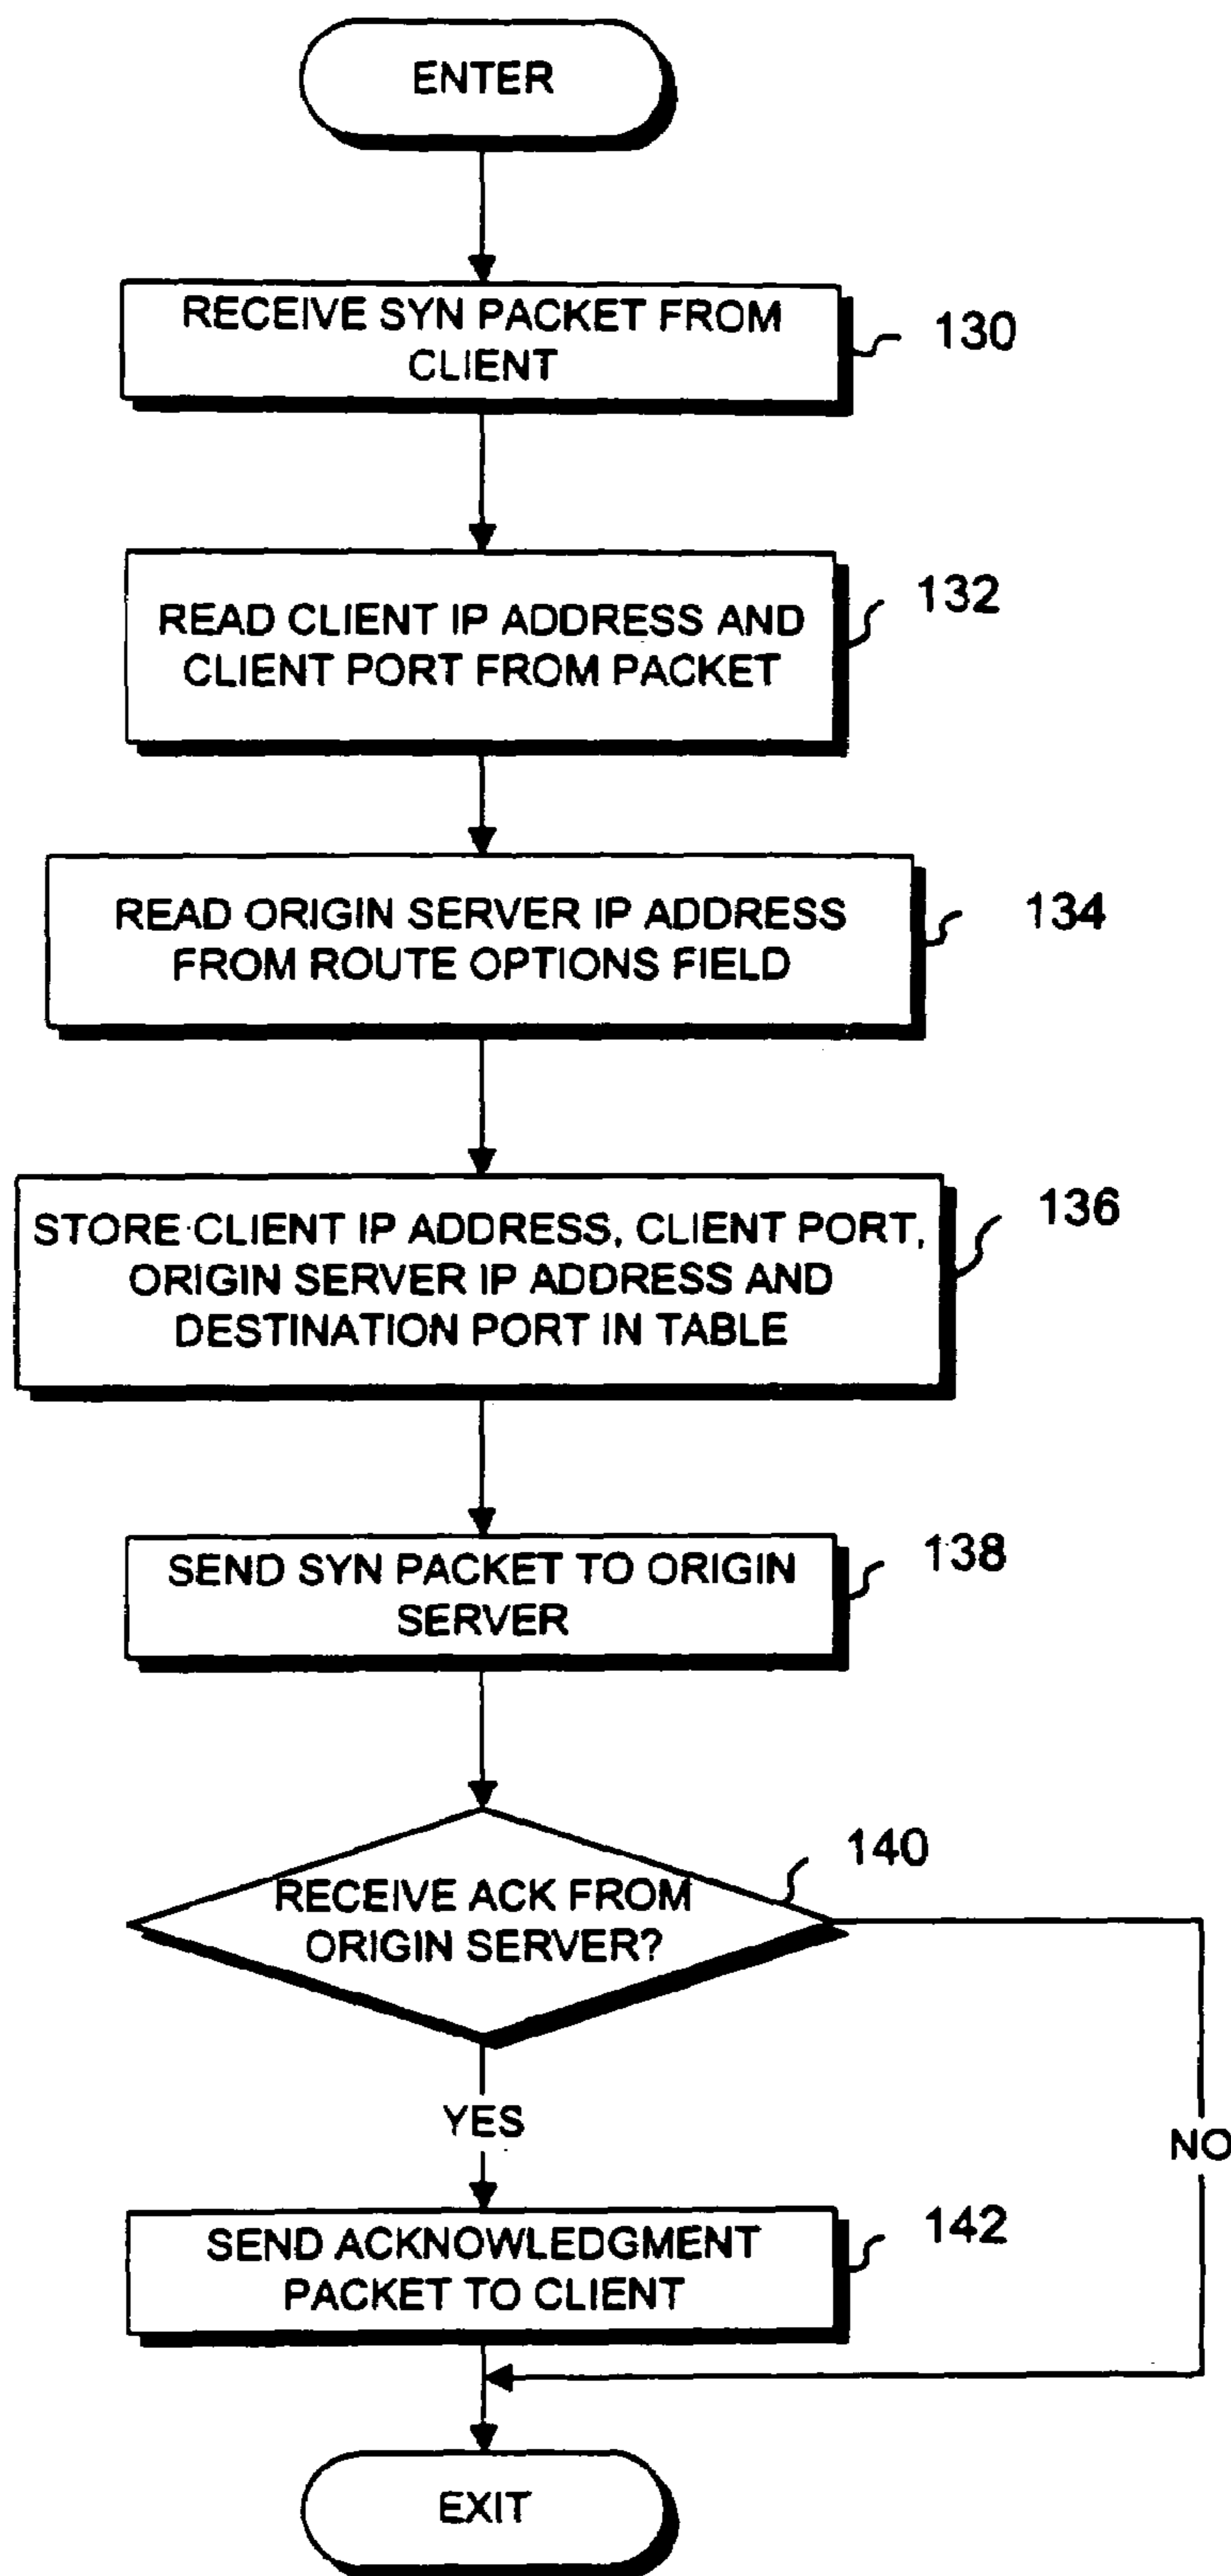 ENTER
RECEIVE SYN PACKET FROM
CLIENT
130
READ CLIENT IP ADDRESS AND
CLIENT PORT FROM PACKET
132
READ ORIGIN SERVER IP ADDRESS
FROM ROUTE OPTIONS FIELD
134
STORE CLIENT IP ADDRESS, CLIENT PORT,
ORIGIN SERVER IP ADDRESS AND
DESTINATION PORT IN TABLE
136
SEND SYN PACKET TO ORIGIN
SERVER
138
RECEIVE ACK FROM
ORIGIN SERVER?
140
YES
NO
SEND ACKNOWLEDGMENT
PACKET TO CLIENT
142
EXIT